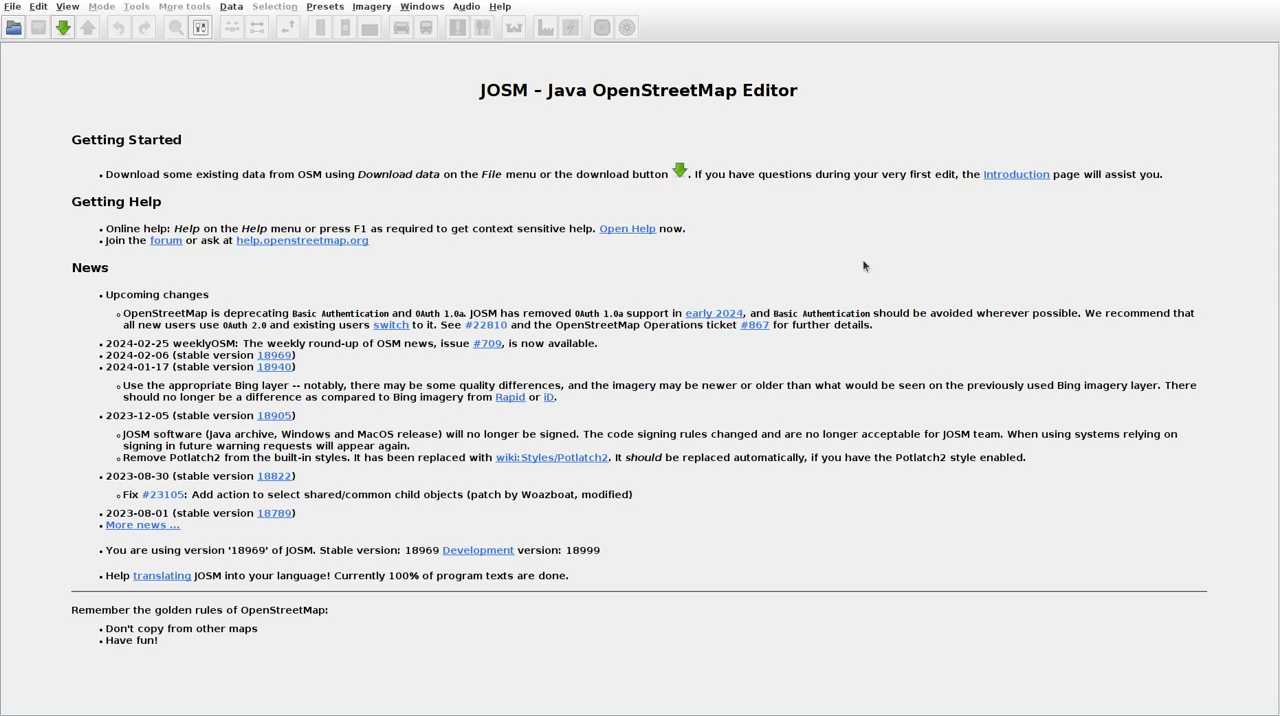 File Edit View Mode Tools More tools Data Selection Presets Imagery Windows Audio Help
JOSM – Java OpenStreetMap Editor
Getting Started
• Download some existing data from OSM using Download data on the File menu or the download button . If you have questions during your very first edit, the Introduction page will assist you.
Getting Help
• Online help: Help on the Help menu or press F1 as required to get context sensitive help. Open Help now.
• Join the forum or ask at help.openstreetmap.org
News
• Upcoming changes
◦ OpenStreetMap is deprecating Basic Authentication and OAuth 1.0a. JOSM has removed OAuth 1.0a support in early 2024, and Basic Authentication should be avoided wherever possible. We recommend that
all new users use OAuth 2.0 and existing users switch to it. See #22810 and the OpenStreetMap Operations ticket #867 for further details.
• 2024-02-25 weeklyOSM: The weekly round-up of OSM news, issue #709, is now available.
• 2024-02-06 (stable version 18969)
• 2024-01-17 (stable version 18940)
◦ Use the appropriate Bing layer -- notably, there may be some quality differences, and the imagery may be newer or older than what would be seen on the previously used Bing imagery layer. There
should no longer be a difference as compared to Bing imagery from Rapid or iD.
• 2023-12-05 (stable version 18905)
◦ JOSM software (Java archive, Windows and MacOS release) will no longer be signed. The code signing rules changed and are no longer acceptable for JOSM team. When using systems relying on
signing in future warning requests will appear again.
◦ Remove Potlatch2 from the built-in styles. It has been replaced with wiki:Styles/Potlatch2. It should be replaced automatically, if you have the Potlatch2 style enabled.
• 2023-08-30 (stable version 18822)
◦ Fix #23105: Add action to select shared/common child objects (patch by Woazboat, modified)
• 2023-08-01 (stable version 18789)
• More news ...
• You are using version '18969' of JOSM. Stable version: 18969 Development version: 18999
• Help translating JOSM into your language! Currently 100% of program texts are done.
Remember the golden rules of OpenStreetMap:
• Don't copy from other maps
• Have fun!